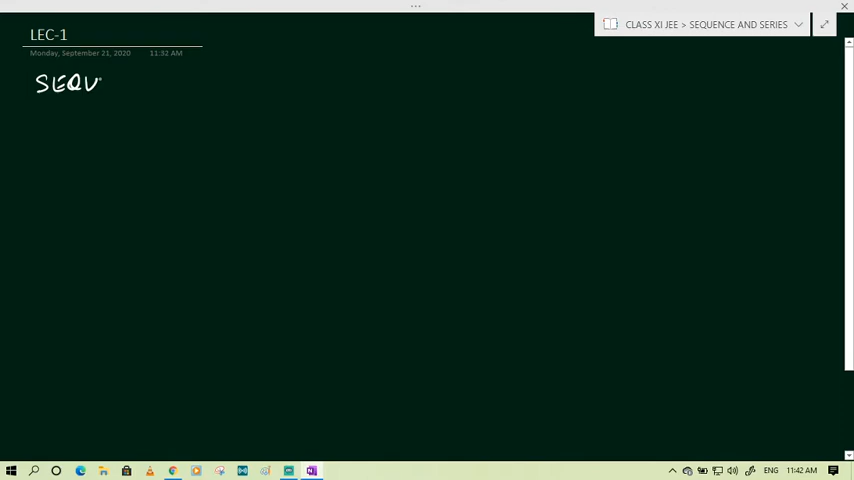 CLASS XI JEE > SEQUENCE AND SERIES
LEC-1
Monday, September 21, 2020 11:32 AM
SEQU
ENG 11:42 AM